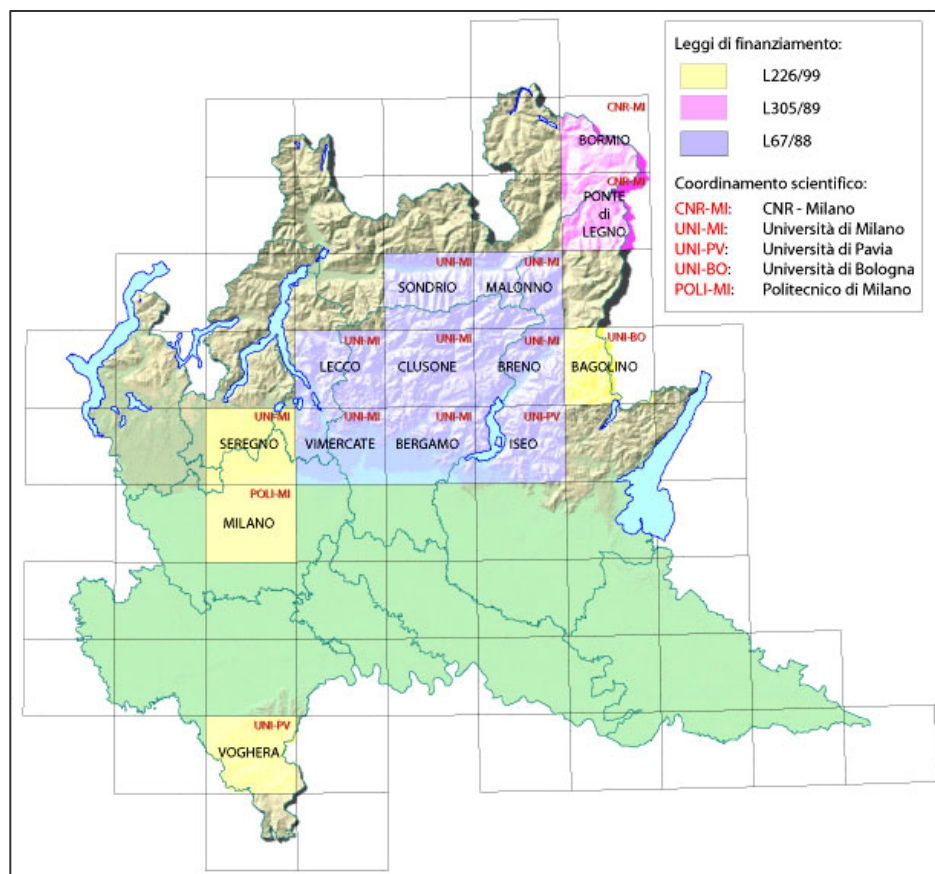 Leggi di finanziamento:
L226/99
L305/89
L67/88
Coordinamento scientifico:
CNR-MI: CNR - Milano
UNI-MI: Università di Milano
UNI-PV: Università di Pavia
UNI-BO: Università di Bologna
POLI-MI: Politecnico di Milano
CNR-MI
BORMIO
CNR-MI
PONTE
di
LEGNO
UNI-MI
SONDRIO
UNI-MI
MALONNO
UNI-MI
LECCO
UNI-MI
CLUSONE
UNI-MI
BRENO
UNI-BO
BAGOLINO
UNI-MI
SEREGNO
UNI-MI
VIMERCATE
UNI-MI
BERGAMO
UNI-PV
ISEO
POLI-MI
MILANO
UNI-PV
VOGHERA